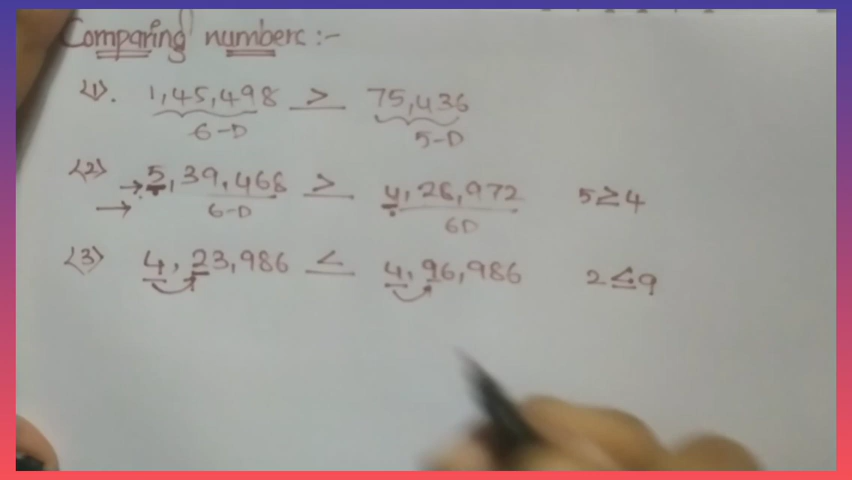 Comparing numbers :-
<1>. 1,45,498 > 75,436
6-D 5-D
<2> → 5,39,468 > 4,26,972 5≥4
→ 6-D 6D
<3> 4,23,986 < 4,96,986 2≤9